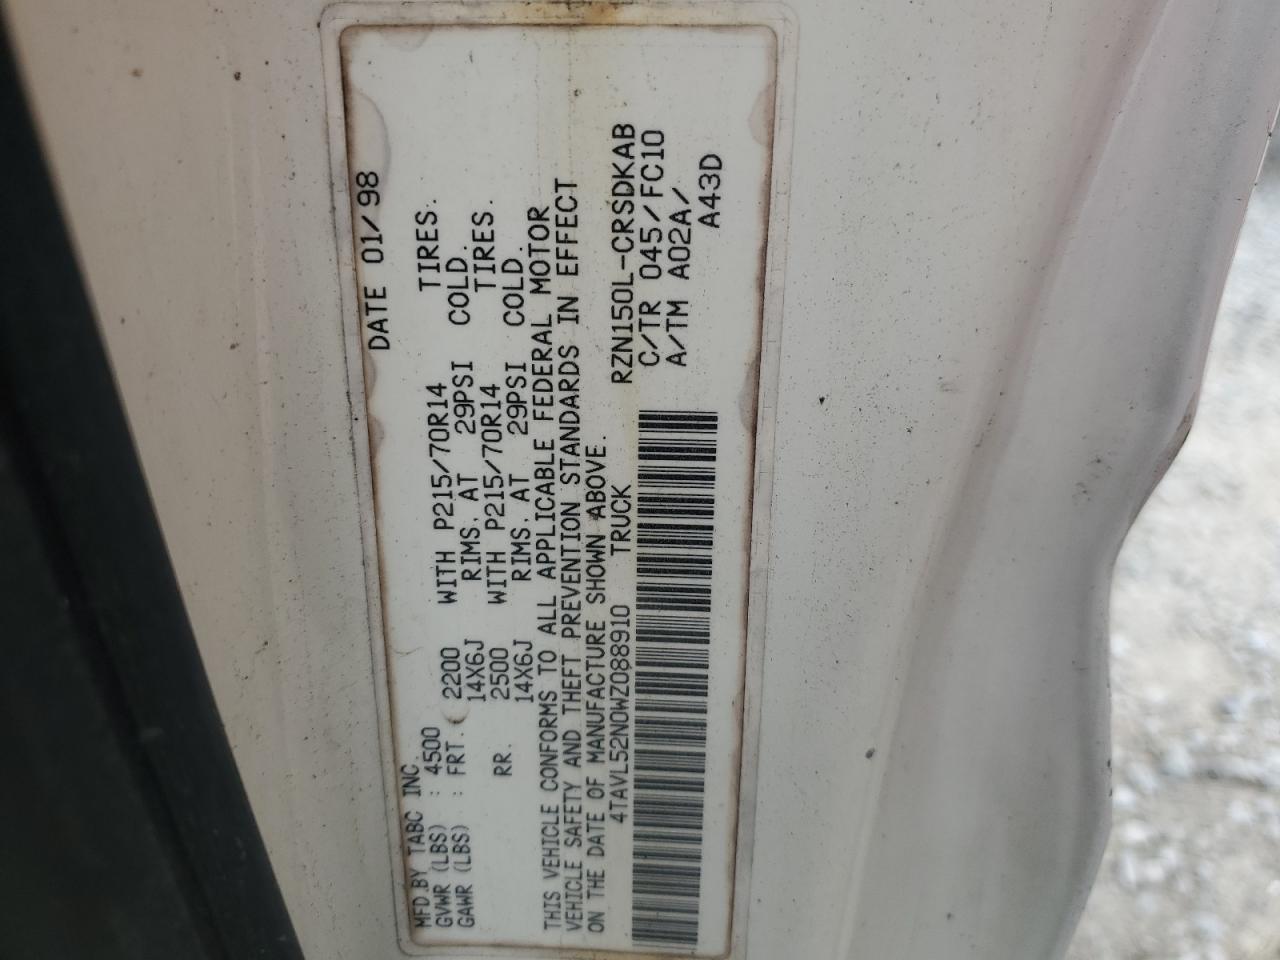 MFD.BY TABC INC. DATE 01/98
GVWR (LBS) : 4500
GAWR (LBS) : FRT. 2200 WITH P215/70R14 TIRES.
14X6J RIMS. AT 29PSI COLD.
RR. 2500 WITH P215/70R14 TIRES.
14X6J RIMS. AT 29PSI COLD.
THIS VEHICLE CONFORMS TO ALL APPLICABLE FEDERAL MOTOR
VEHICLE SAFETY AND THEFT PREVENTION STANDARDS IN EFFECT
ON THE DATE OF MANUFACTURE SHOWN ABOVE.
4TAVL52N0WZ088910 TRUCK RZN150L-CRSDKAB
C/TR 045/FC10
A/TM A02A/
A43D